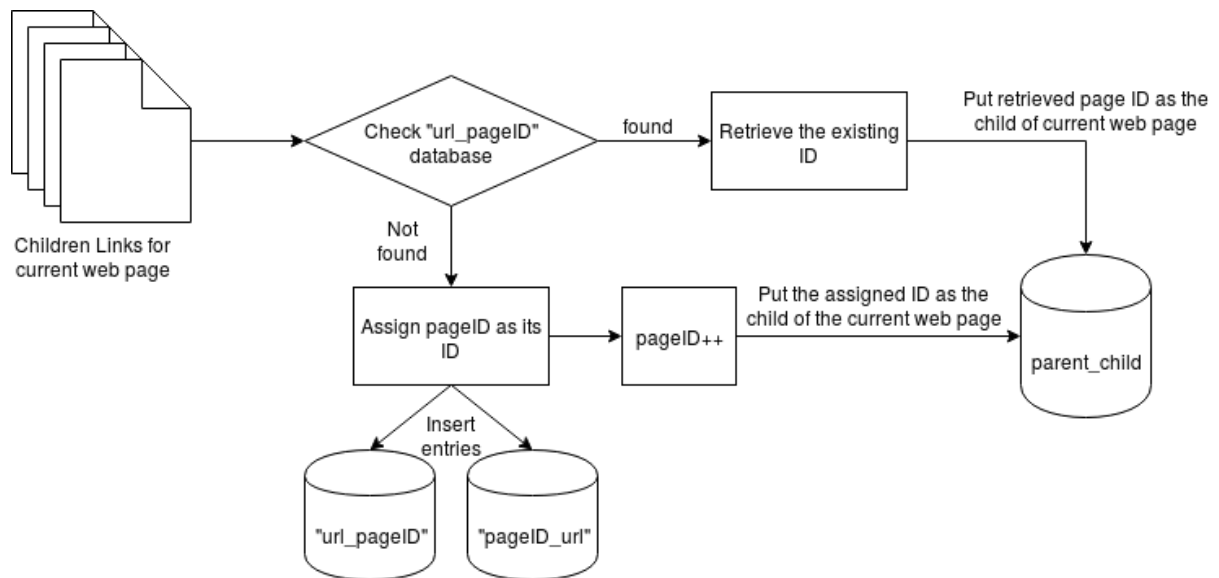 Children Links for
current web page
Check "url_pageID"
database
found
Retrieve the existing
ID
Put retrieved page ID as the
child of current web page
Not
found
Assign pageID as its
ID
pageID++
Put the assigned ID as the
child of the current web page
parent_child
Insert
entries
"url_pageID"
"pageID_url"